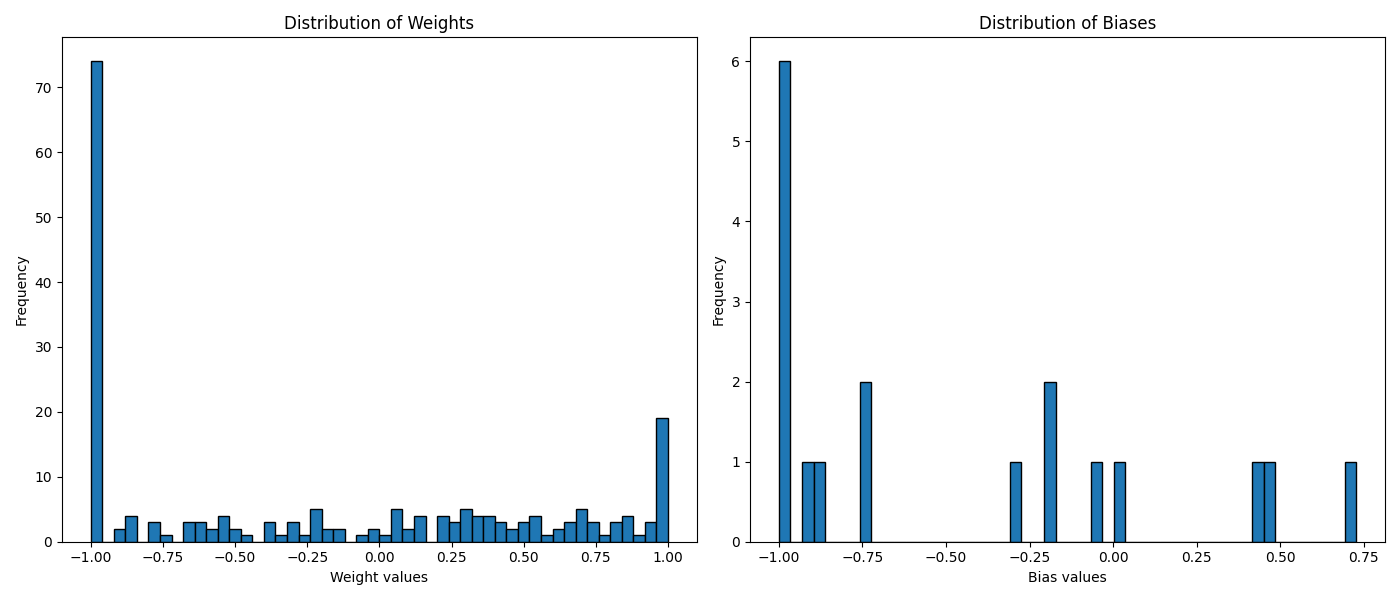 Distribution of Weights
Frequency
70
60
50
40
30
20
10
0
−1.00 −0.75 −0.50 −0.25 0.00 0.25 0.50 0.75 1.00
Weight values
Distribution of Biases
Frequency
6
5
4
3
2
1
0
−1.00 −0.75 −0.50 −0.25 0.00 0.25 0.50 0.75
Bias values